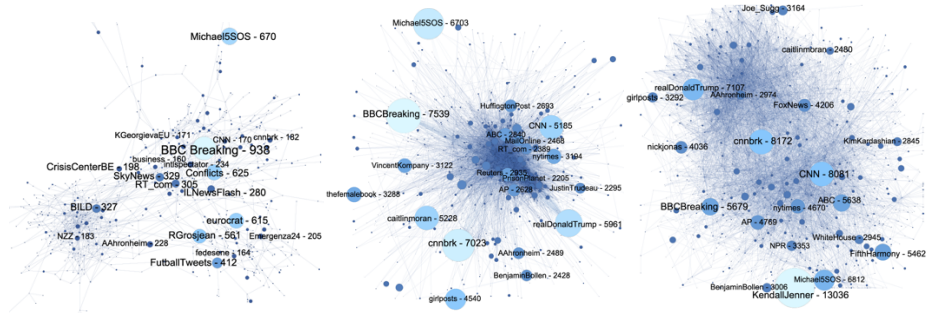 Michael5SOS - 670
KGeorgievaEU - 171
CNN - 170
cnnbrk - 182
BBC Breaking - 938
business - 160
intlspectator - 234
CrisisCenterBE - 198
SkyNews - 329
Conflicts - 625
RT_com - 305
ILNewsFlash - 280
BILD - 327
eurocrat - 615
NZZ - 183
AAhronheim - 228
RGrosjean - 561
Emergenza24 - 205
fedesene - 164
FutballTweets - 412
Michael5SOS - 6703
HuffingtonPost - 2693
BBCBreaking - 7539
CNN - 5185
ABC - 2840
MailOnline - 2468
RT_com - 2389
nytimes - 3194
VincentKompany - 3122
Reuters - 2935
PrisonPlanet - 2205
AP - 2628
JustinTrudeau - 2295
thefemalebook - 3288
caitlinmoran - 5228
realDonaldTrump - 5961
cnnbrk - 7023
AAhronheim - 2489
BenjaminBollen - 2428
girlposts - 4540
Joe_Sugg - 3164
caitlinmbran - 2480
realDonaldTrump - 7107
AAhronheim - 2974
girlposts - 3292
FoxNews - 4206
cnnbrk - 8172
KimKardashian - 2845
nickjonas - 4036
CNN - 8081
BBCBreaking - 5679
nytimes - 4670
ABC - 5638
AP - 4769
WhiteHouse - 2945
NPR - 3353
FifthHarmony - 5462
Michael5SOS - 6812
BenjaminBollen - 3006
KendallJenner - 13036